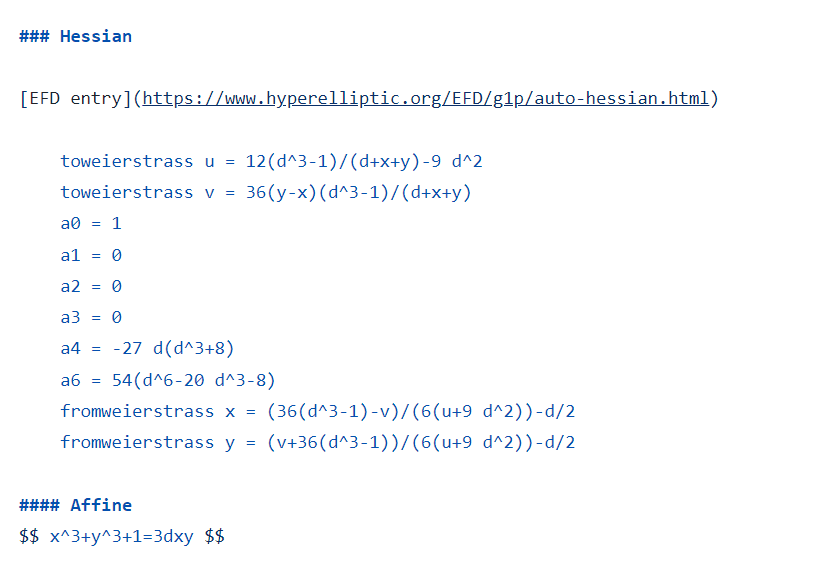 ### Hessian
[EFD entry](https://www.hyperelliptic.org/EFD/g1p/auto-hessian.html)
toweierstrass u = 12(d^3-1)/(d+x+y)-9 d^2
toweierstrass v = 36(y-x)(d^3-1)/(d+x+y)
a0 = 1
a1 = 0
a2 = 0
a3 = 0
a4 = -27 d(d^3+8)
a6 = 54(d^6-20 d^3-8)
fromweierstrass x = (36(d^3-1)-v)/(6(u+9 d^2))-d/2
fromweierstrass y = (v+36(d^3-1))/(6(u+9 d^2))-d/2
#### Affine
$$ x^3+y^3+1=3dxy $$